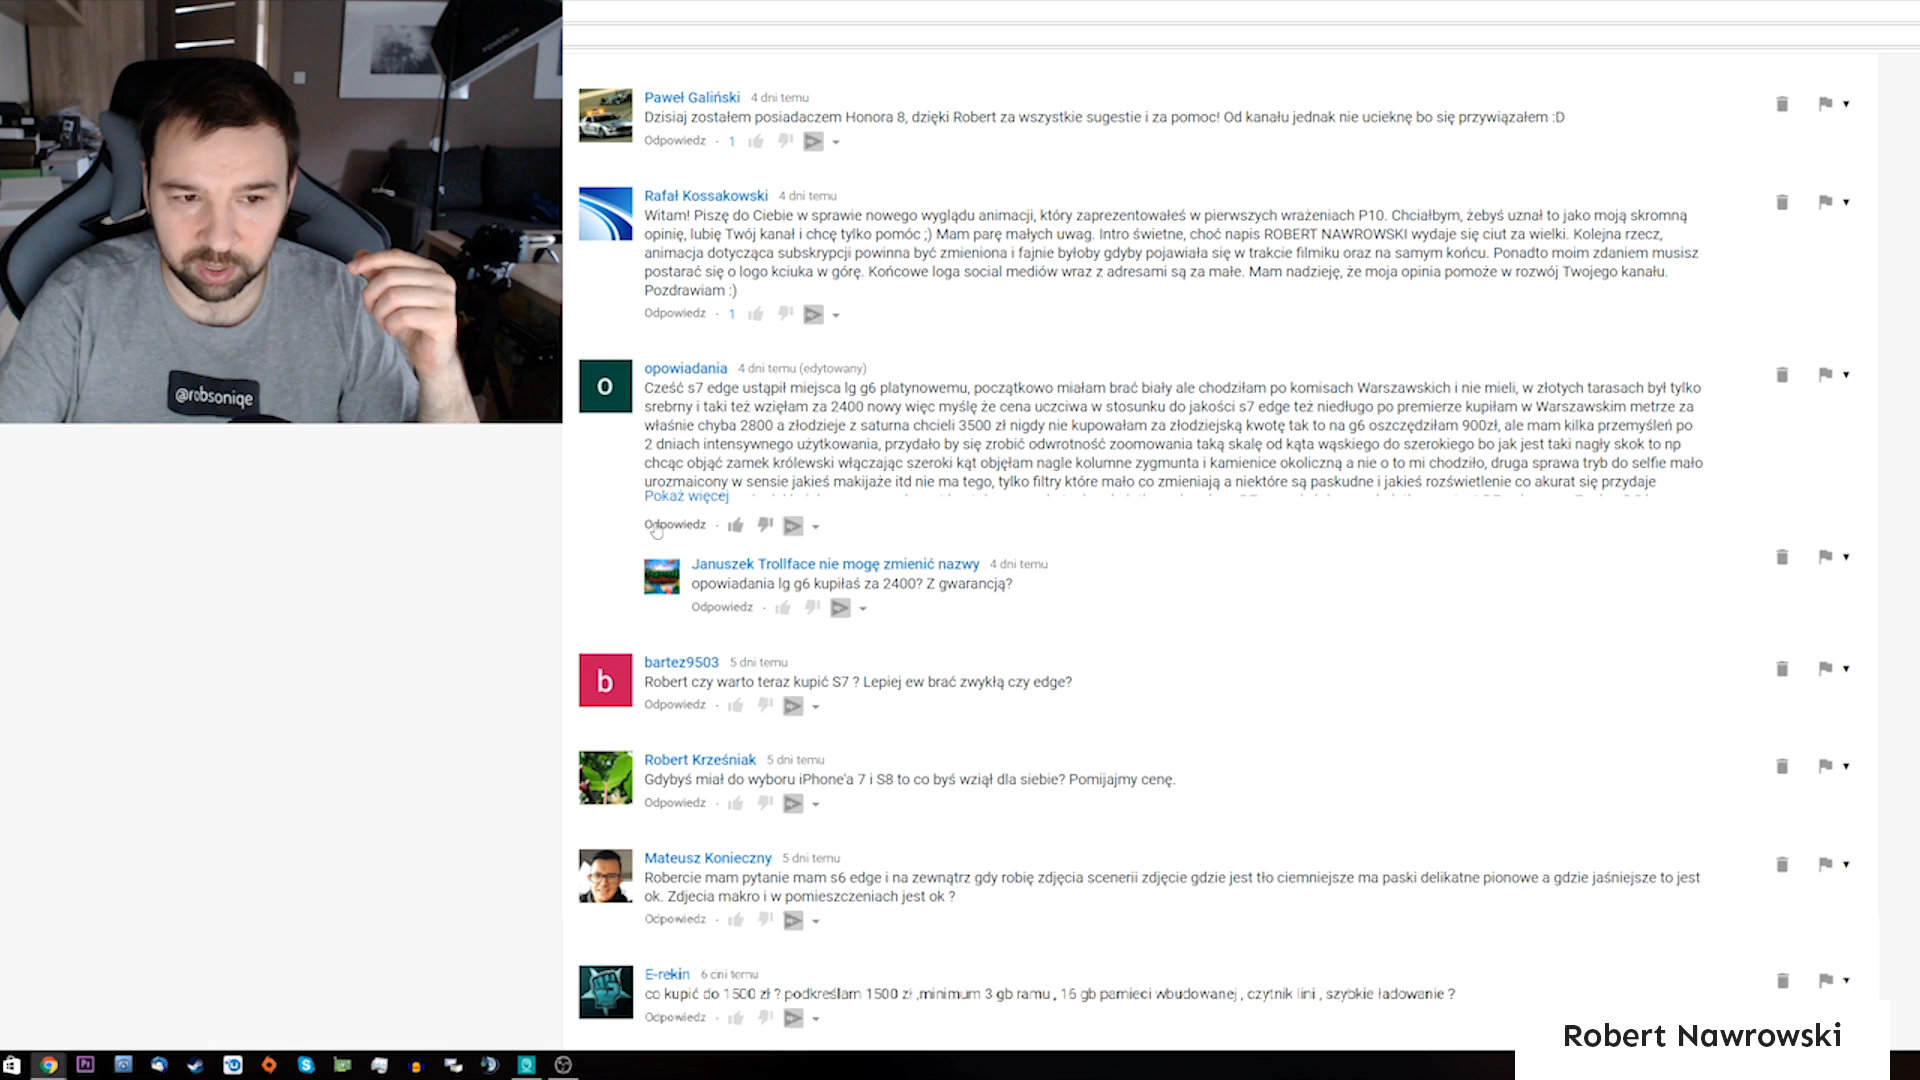 POWERLUX
@robsoniqe
Paweł Galiński 4 dni temu
Dzisiaj zostałem posiadaczem Honora 8, dzięki Robert za wszystkie sugestie i za pomoc! Od kanału jednak nie ucieknę bo się przywiązałem :D
Odpowiedz · 1
Rafał Kossakowski 4 dni temu
Witam! Piszę do Ciebie w sprawie nowego wyglądu animacji, który zaprezentowałeś w pierwszych wrażeniach P10. Chciałbym, żebyś uznał to jako moją skromną
opinię, lubię Twój kanał i chcę tylko pomóc ;) Mam parę małych uwag. Intro świetne, choć napis ROBERT NAWROWSKI wydaje się ciut za wielki. Kolejna rzecz,
animacja dotycząca subskrypcji powinna być zmieniona i fajnie byłoby gdyby pojawiała się w trakcie filmiku oraz na samym końcu. Ponadto moim zdaniem musisz
postarać się o logo kciuka w górę. Końcowe loga social mediów wraz z adresami są za małe. Mam nadzieję, że moja opinia pomoże w rozwój Twojego kanału.
Pozdrawiam :)
Odpowiedz · 1
o
opowiadania 4 dni temu (edytowany)
Cześć s7 edge ustąpił miejsca lg g6 platynowemu, początkowo miałam brać biały ale chodziłam po komisach Warszawskich i nie mieli, w złotych tarasach był tylko
srebrny i taki też wzięłam za 2400 nowy więc myślę że cena uczciwa w stosunku do jakości s7 edge też niedługo po premierze kupiłam w Warszawskim metrze za
właśnie chyba 2800 a złodzieje z saturna chcieli 3500 zł nigdy nie kupowałam za złodziejską kwotę tak to na g6 oszczędziłam 900zł, ale mam kilka przemyśleń po
2 dniach intensywnego użytkowania, przydało by się zrobić odwrotność zoomowania taką skalę od kąta wąskiego do szerokiego bo jak jest taki nagły skok to np
chcąc objąć zamek królewski włączając szeroki kąt objęłam nagle kolumne zygmunta i kamienice okoliczną a nie o to mi chodziło, druga sprawa tryb do selfie mało
urozmaicony w sensie jakieś makijaże itd nie ma tego, tylko filtry które mało co zmieniają a niektóre są paskudne i jakieś rozświetlenie co akurat się przydaje
Pokaż więcej
Odpowiedz ·
Januszek Trollface nie mogę zmienić nazwy 4 dni temu
opowiadania lg g6 kupiłaś za 2400? Z gwarancją?
Odpowiedz ·
b
bartez9503 5 dni temu
Robert czy warto teraz kupić S7 ? Lepiej ew brać zwykłą czy edge?
Odpowiedz ·
Robert Krześniak 5 dni temu
Gdybyś miał do wyboru iPhone'a 7 i S8 to co byś wziął dla siebie? Pomijajmy cenę.
Odpowiedz ·
Mateusz Konieczny 5 dni temu
Robercie mam pytanie mam s6 edge i na zewnątrz gdy robię zdjęcia scenerii zdjęcie gdzie jest tło ciemniejsze ma paski delikatne pionowe a gdzie jaśniejsze to jest
ok. Zdjecia makro i w pomieszczeniach jest ok ?
Odpowiedz ·
E-rekin 6 dni temu
co kupić do 1500 zł ? podkreślam 1500 zł ,minimum 3 gb ramu , 16 gb pamieci wbudowanej , czytnik lini , szybkie ładowanie ?
Odpowiedz ·
Robert Nawrowski